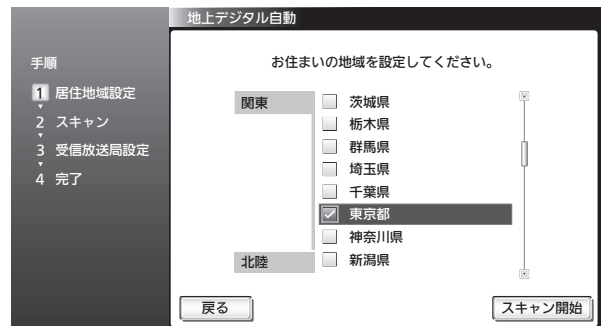 地上デジタル自動
手順
1 居住地域設定
2 スキャン
3 受信放送局設定
4 完了
お住まいの地域を設定してください。
関東
茨城県
栃木県
群馬県
埼玉県
千葉県
東京都
神奈川県
北陸
新潟県
戻る
スキャン開始